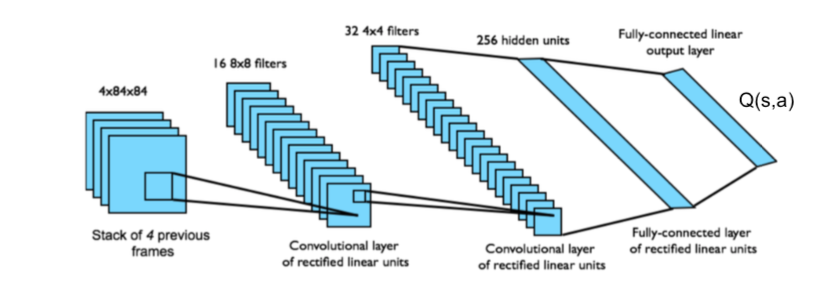 4x84x84
Stack of 4 previous
frames
16 8x8 filters
Convolutional layer
of rectified linear units
32 4x4 filters
Convolutional layer
of rectified linear units
256 hidden units
Fully-connected layer
of rectified linear units
Fully-connected linear
output layer
Q(s,a)